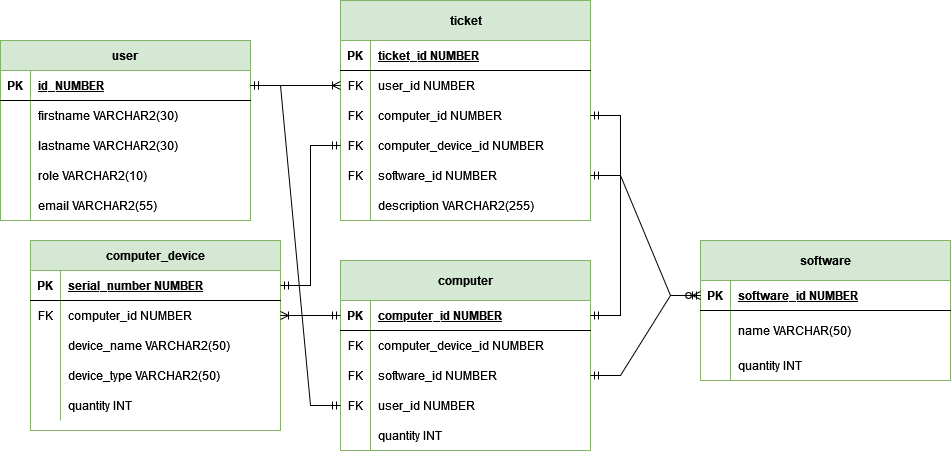 user
PK id_NUMBER
firstname VARCHAR2(30)
lastname VARCHAR2(30)
role VARCHAR2(10)
email VARCHAR2(55)
ticket
PK ticket_id NUMBER
FK user_id NUMBER
FK computer_id NUMBER
FK computer_device_id NUMBER
FK software_id NUMBER
description VARCHAR2(255)
computer_device
PK serial_number NUMBER
FK computer_id NUMBER
device_name VARCHAR2(50)
device_type VARCHAR2(50)
quantity INT
computer
PK computer_id NUMBER
FK computer_device_id NUMBER
FK software_id NUMBER
FK user_id NUMBER
quantity INT
software
PK software_id NUMBER
name VARCHAR(50)
quantity INT